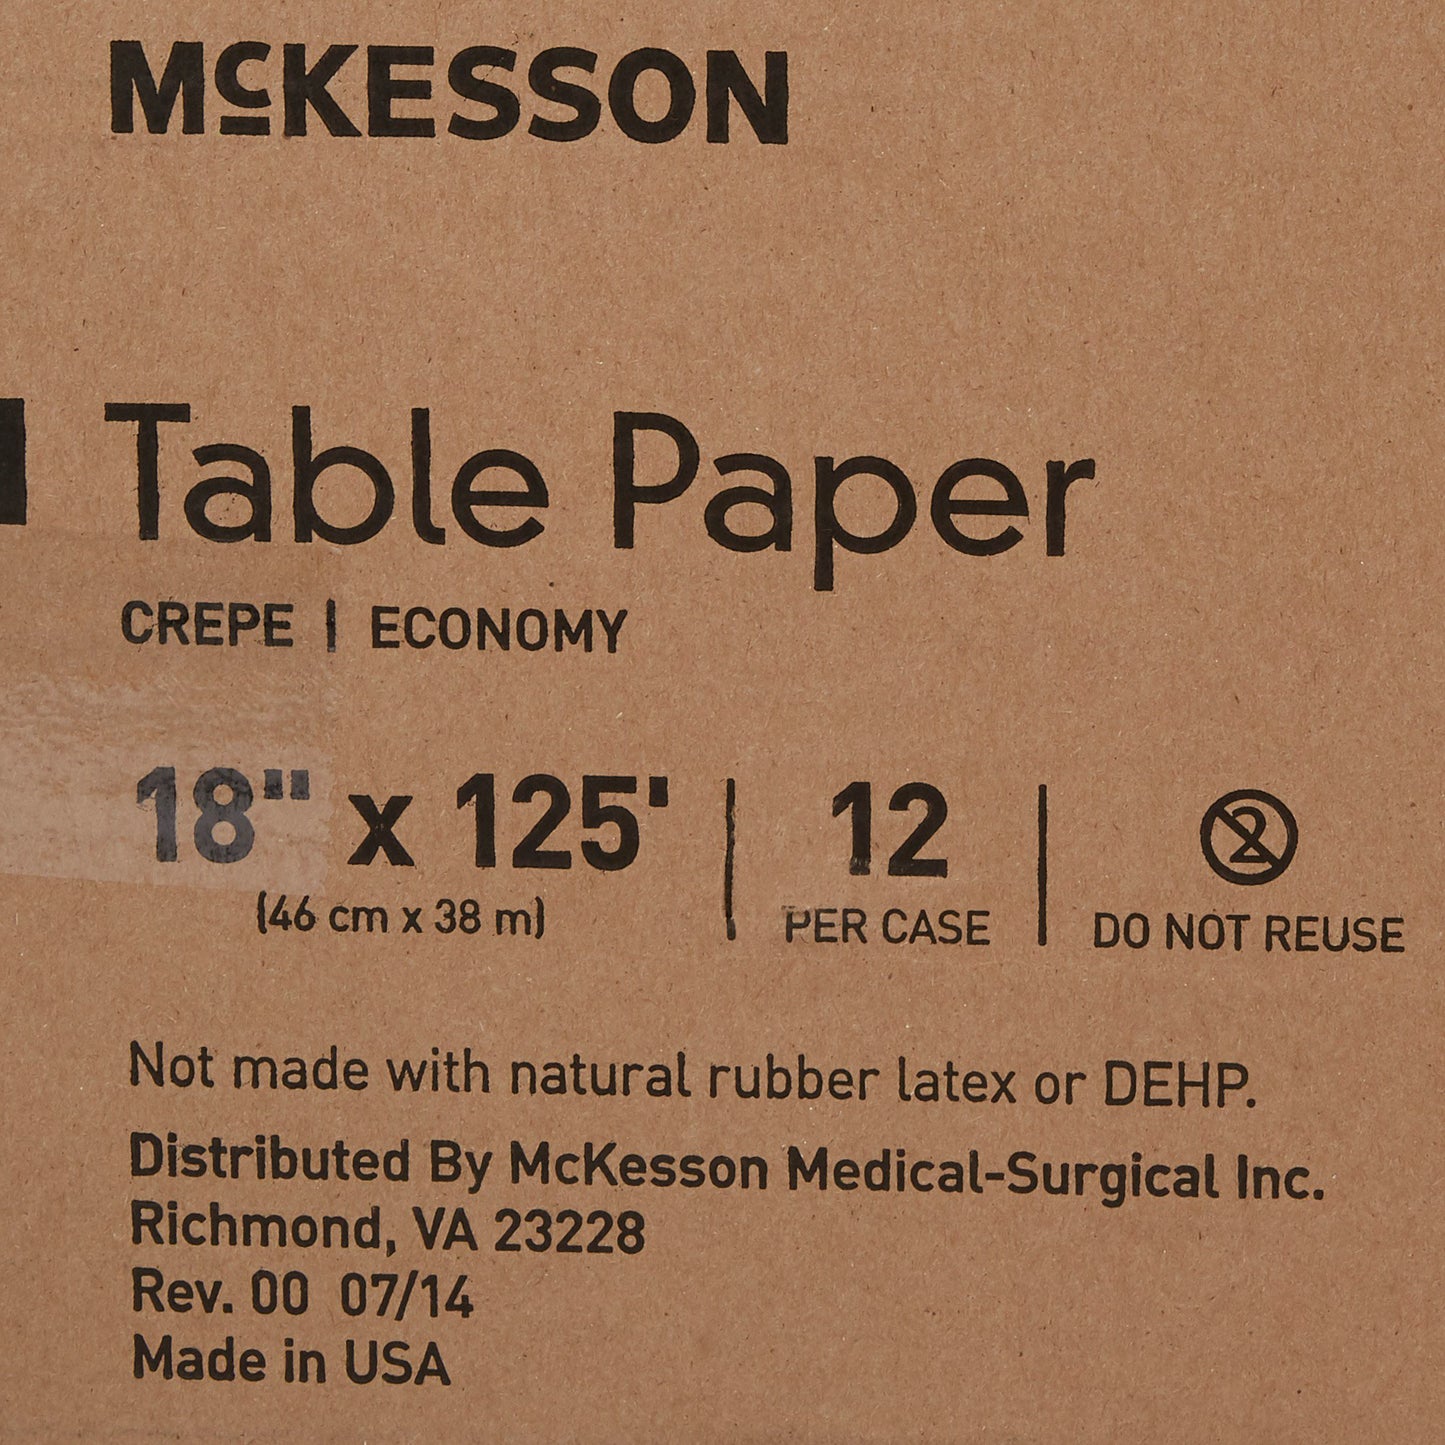 McKESSON
Table Paper
CREPE | ECONOMY
18" x 125' | 12 | 2
(46 cm x 38 m) PER CASE DO NOT REUSE
Not made with natural rubber latex or DEHP.
Distributed By McKesson Medical-Surgical Inc.
Richmond, VA 23228
Rev. 00 07/14
Made in USA